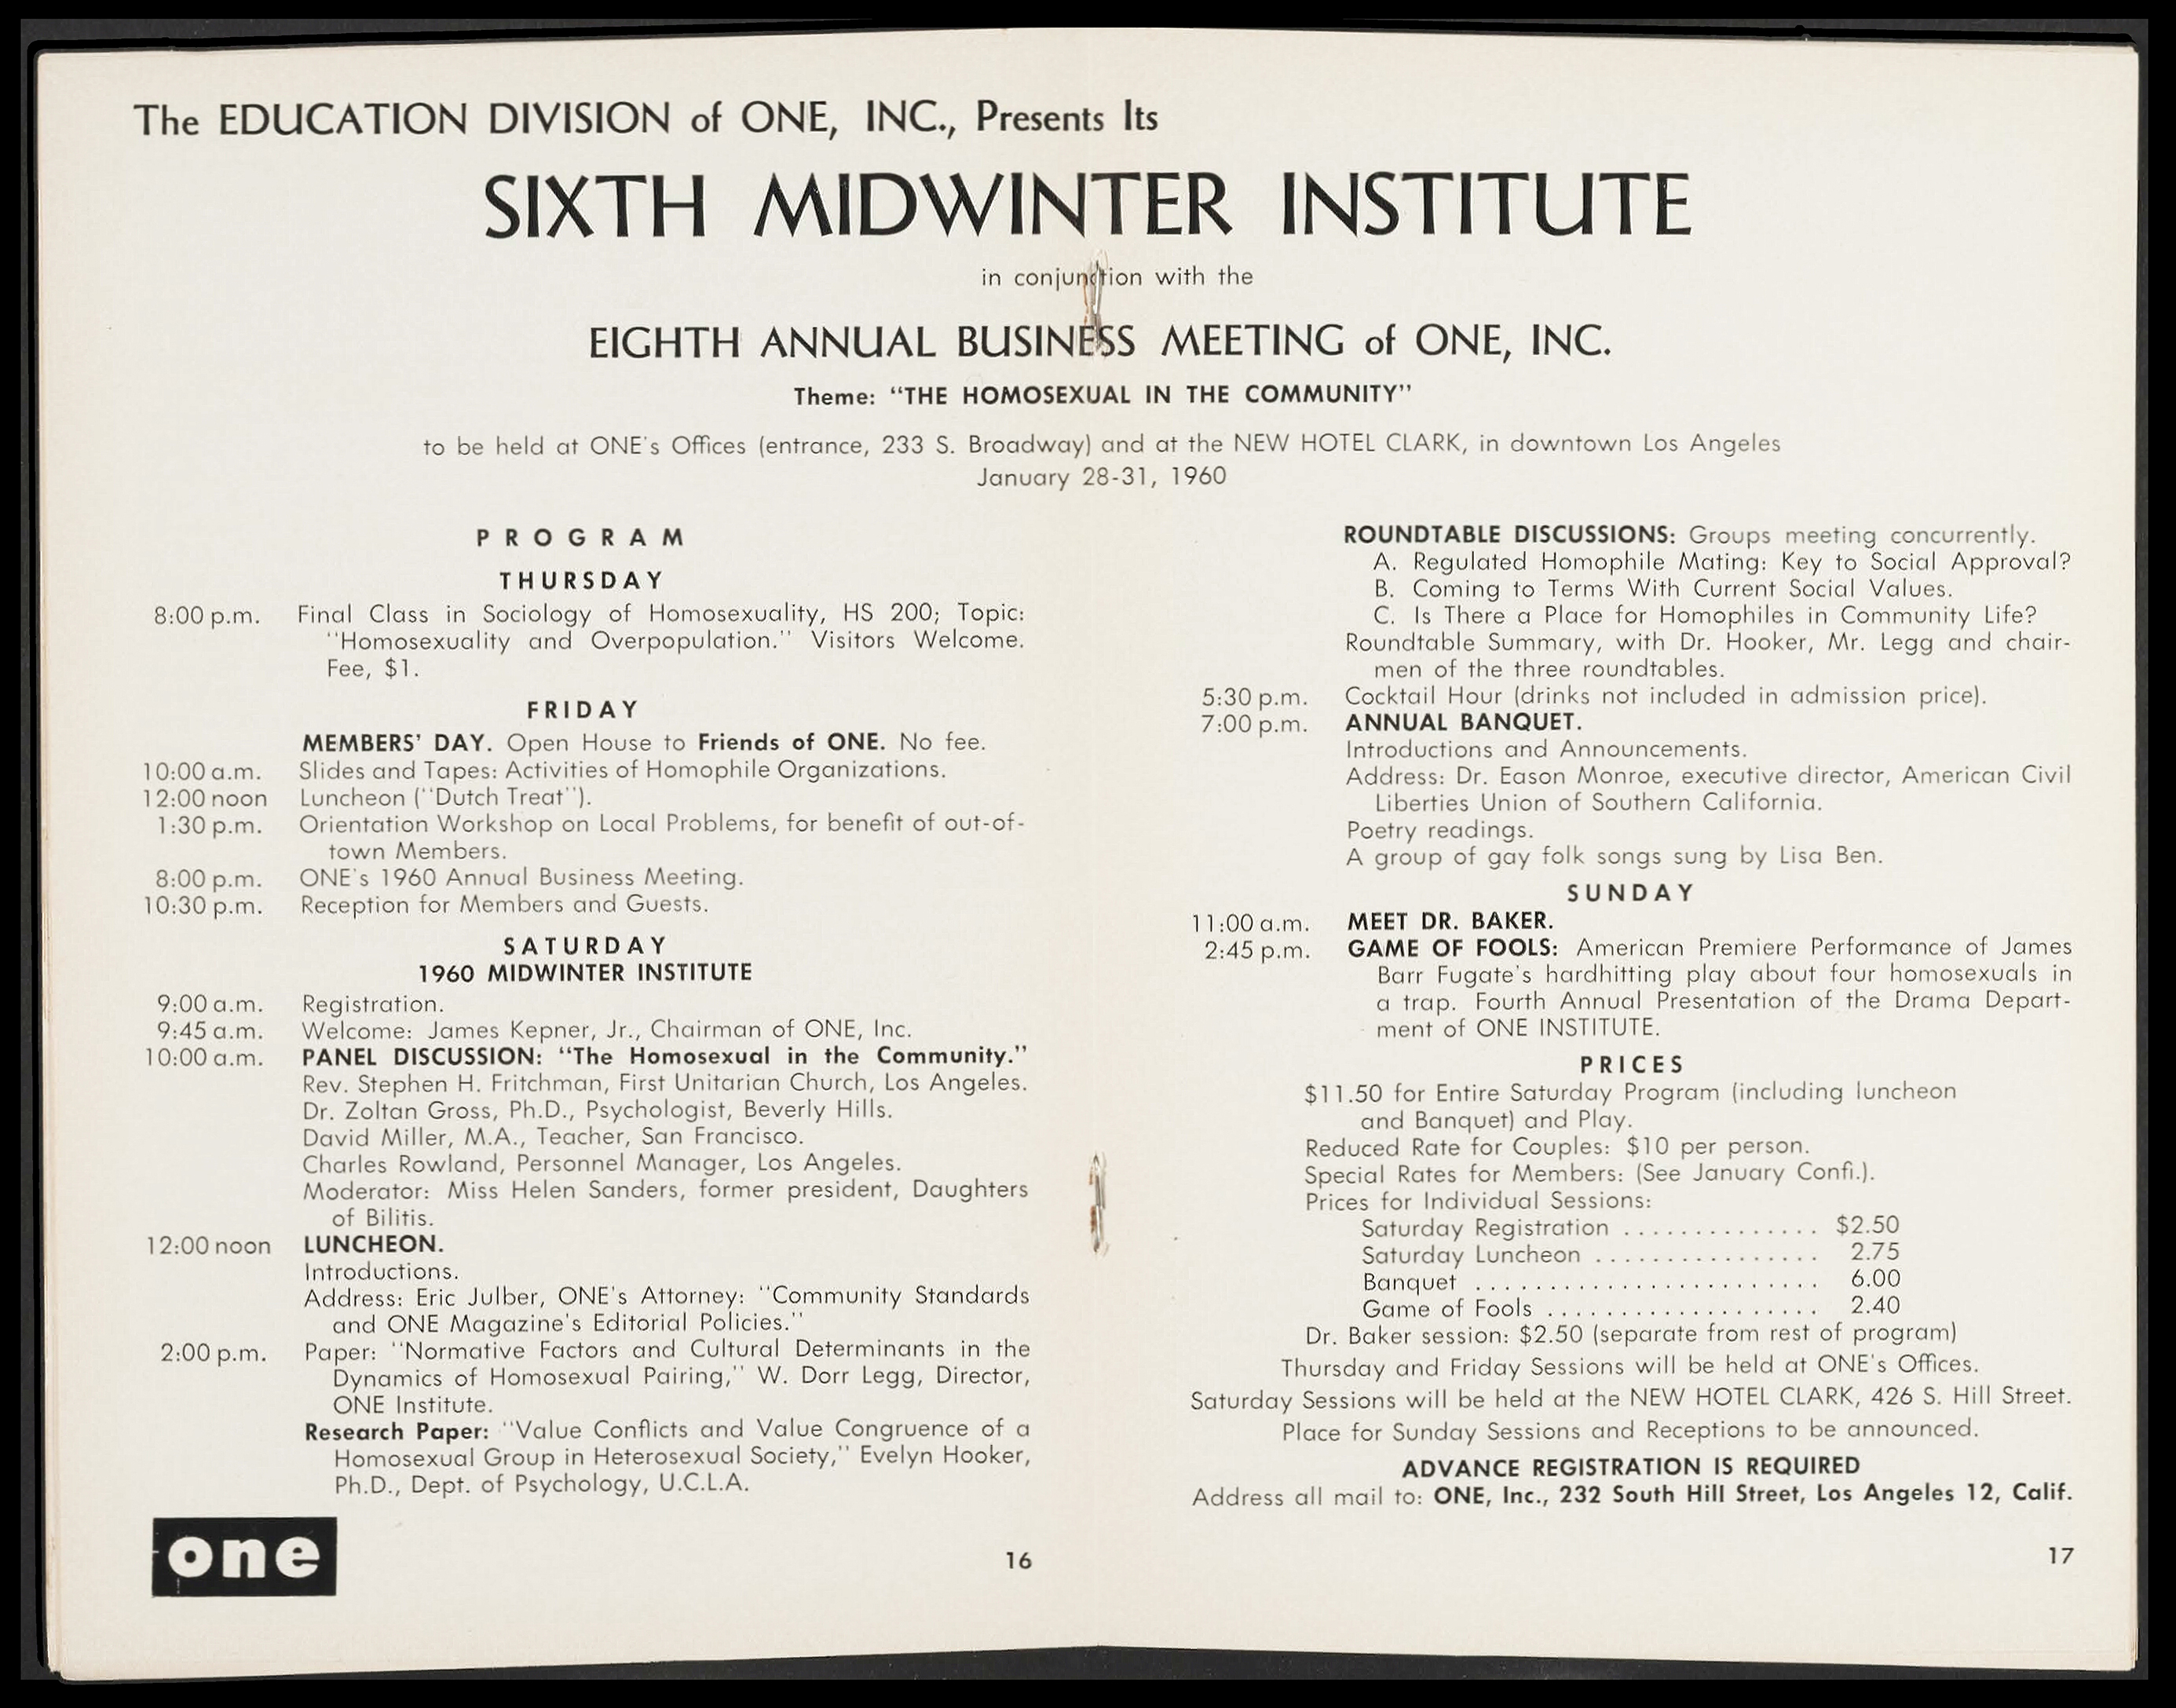 The EDUCATION DIVISION of ONE, INC., Presents Its
SIXTH MIDWINTER INSTITUTE
in conjunction with the
EIGHTH ANNUAL BUSINESS MEETING of ONE, INC.
Theme: "THE HOMOSEXUAL IN THE COMMUNITY"
to be held at ONE's Offices (entrance, 233 S. Broadway) and at the NEW HOTEL CLARK, in downtown Los Angeles
January 28-31, 1960
PROGRAM
THURSDAY
8:00 p.m. Final Class in Sociology of Homosexuality, HS 200; Topic:
"Homosexuality and Overpopulation." Visitors Welcome.
Fee, $1.
FRIDAY
MEMBERS' DAY. Open House to Friends of ONE. No fee.
10:00 a.m. Slides and Tapes: Activities of Homophile Organizations.
12:00 noon Luncheon ("Dutch Treat").
1:30 p.m. Orientation Workshop on Local Problems, for benefit of out-of-
town Members.
8:00 p.m. ONE's 1960 Annual Business Meeting.
10:30 p.m. Reception for Members and Guests.
SATURDAY
1960 MIDWINTER INSTITUTE
9:00 a.m. Registration.
9:45 a.m. Welcome: James Kepner, Jr., Chairman of ONE, Inc.
10:00 a.m. PANEL DISCUSSION: "The Homosexual in the Community."
Rev. Stephen H. Fritchman, First Unitarian Church, Los Angeles.
Dr. Zoltan Gross, Ph.D., Psychologist, Beverly Hills.
David Miller, M.A., Teacher, San Francisco.
Charles Rowland, Personnel Manager, Los Angeles.
Moderator: Miss Helen Sanders, former president, Daughters
of Bilitis.
12:00 noon LUNCHEON.
Introductions.
Address: Eric Julber, ONE's Attorney: "Community Standards
and ONE Magazine's Editorial Policies."
2:00 p.m. Paper: "Normative Factors and Cultural Determinants in the
Dynamics of Homosexual Pairing," W. Dorr Legg, Director,
ONE Institute.
Research Paper: "Value Conflicts and Value Congruence of a
Homosexual Group in Heterosexual Society," Evelyn Hooker,
Ph.D., Dept. of Psychology, U.C.L.A.
one
16
ROUNDTABLE DISCUSSIONS: Groups meeting concurrently.
A. Regulated Homophile Mating: Key to Social Approval?
B. Coming to Terms With Current Social Values.
C. Is There a Place for Homophiles in Community Life?
Roundtable Summary, with Dr. Hooker, Mr. Legg and chair-
men of the three roundtables.
5:30 p.m. Cocktail Hour (drinks not included in admission price).
7:00 p.m. ANNUAL BANQUET.
Introductions and Announcements.
Address: Dr. Eason Monroe, executive director, American Civil
Liberties Union of Southern California.
Poetry readings.
A group of gay folk songs sung by Lisa Ben.
SUNDAY
11:00 a.m. MEET DR. BAKER.
2:45 p.m. GAME OF FOOLS: American Premiere Performance of James
Barr Fugate's hardhitting play about four homosexuals in
a trap. Fourth Annual Presentation of the Drama Depart-
ment of ONE INSTITUTE.
PRICES
$11.50 for Entire Saturday Program (including luncheon
and Banquet) and Play.
Reduced Rate for Couples: $10 per person.
Special Rates for Members: (See January Confi.).
Prices for Individual Sessions:
Saturday Registration .............. $2.50
Saturday Luncheon ................ 2.75
Banquet ........................ 6.00
Game of Fools ................... 2.40
Dr. Baker session: $2.50 (separate from rest of program)
Thursday and Friday Sessions will be held at ONE's Offices.
Saturday Sessions will be held at the NEW HOTEL CLARK, 426 S. Hill Street.
Place for Sunday Sessions and Receptions to be announced.
ADVANCE REGISTRATION IS REQUIRED
Address all mail to: ONE, Inc., 232 South Hill Street, Los Angeles 12, Calif.
17